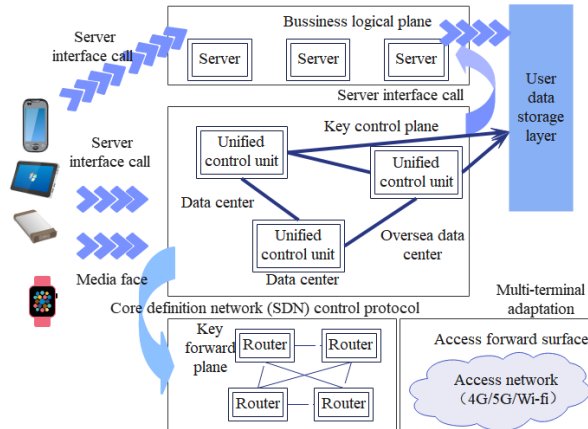 Server
interface call
Bussiness logical plane
Server
Server
Server
User
data
storage
layer
Server interface call
Server
interface call
Key control plane
Unified
control unit
Unified
control unit
Data center
Unified
control unit
Oversea data
center
Data center
Media face
Multi-terminal
adaptation
Core definition network (SDN) control protocol
Key
forward
plane
Router
Router
Router
Router
Access forward surface
Access network
（4G/5G/Wi-fi）